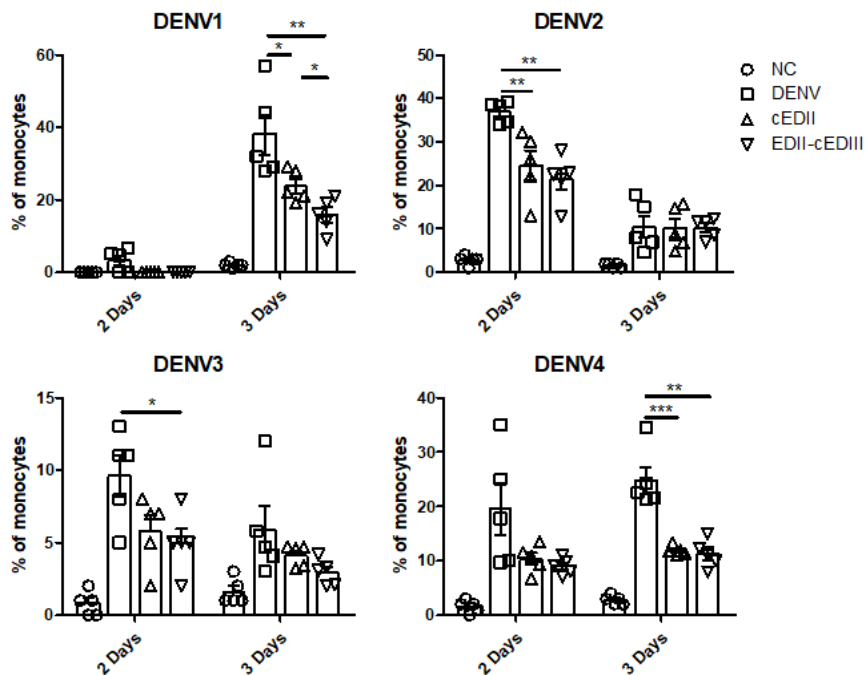 DENV1
% of monocytes
60
40
20
0
**
*
*
2 Days
3 Days
DENV2
% of monocytes
50
40
30
20
10
0
**
**
2 Days
3 Days
NC
DENV
cEDII
EDII-cEDIII
DENV3
% of monocytes
15
10
5
0
*
2 Days
3 Days
DENV4
% of monocytes
40
30
20
10
0
**
***
2 Days
3 Days